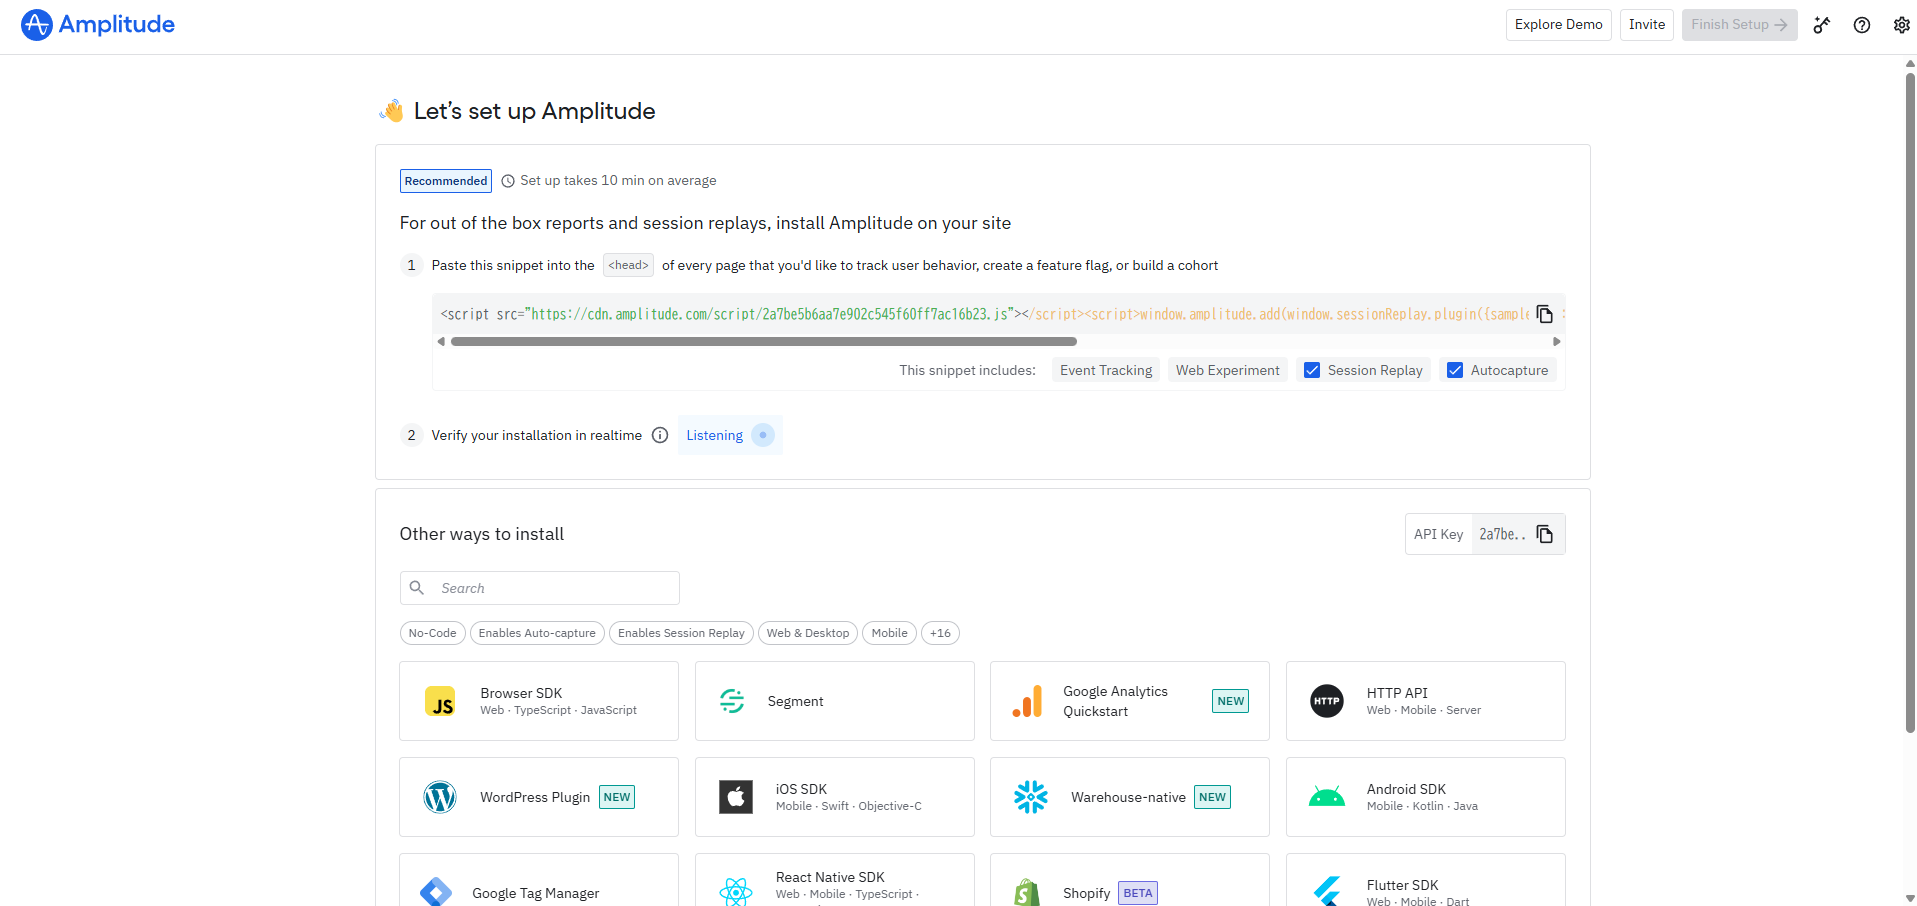 Amplitude
Explore Demo
Invite
Finish Setup
Let's set up Amplitude
Recommended
Set up takes 10 min on average
For out of the box reports and session replays, install Amplitude on your site
1 Paste this snippet into the <head> of every page that you'd like to track user behavior, create a feature flag, or build a cohort
<script src="https://cdn.amplitude.com/script/2a7be5b6aa7e902c545f60ff7ac16b23.js"></script><script>window.amplitude.add(window.sessionReplay.plugin({sample
This snippet includes: Event Tracking Web Experiment Session Replay Autocapture
2 Verify your installation in realtime Listening
Other ways to install
API Key 2a7be..
Search
No-Code Enables Auto-capture Enables Session Replay Web & Desktop Mobile +16
JS
Browser SDK
Web · TypeScript · JavaScript
Segment
Google Analytics
Quickstart
NEW
HTTP
HTTP API
Web · Mobile · Server
WordPress Plugin NEW
iOS SDK
Mobile · Swift · Objective-C
Warehouse-native NEW
Android SDK
Mobile · Kotlin · Java
Google Tag Manager
React Native SDK
Web · Mobile · TypeScript ·
Shopify BETA
Flutter SDK
Web · Mobile · Dart